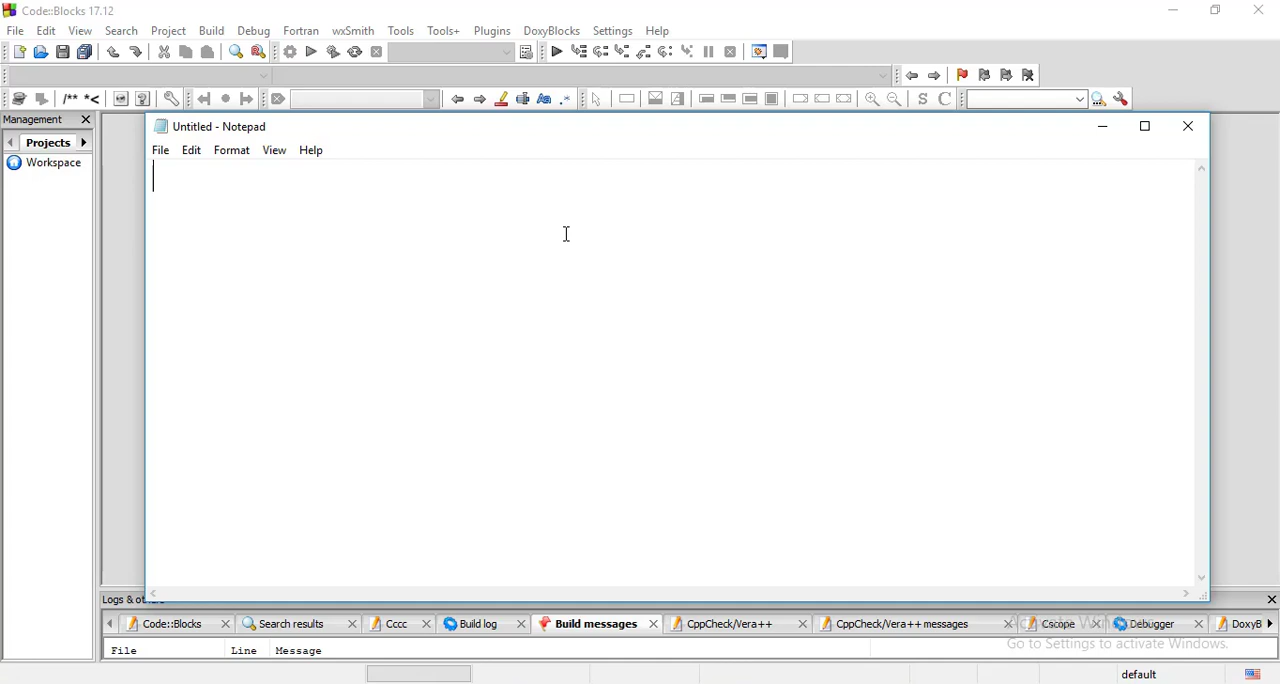 Code::Blocks 17.12
File Edit View Search Project Build Debug Fortran wxSmith Tools Tools+ Plugins DoxyBlocks Settings Help
/** *<
S C
Management
Projects
Workspace
Untitled - Notepad
File Edit Format View Help
Logs &
Code::Blocks Search results Cccc Build log Build messages CppCheck/Vera++ CppCheck/Vera++ messages Cscope Debugger DoxyB
File Line Message
Go to Settings to activate Windows.
default